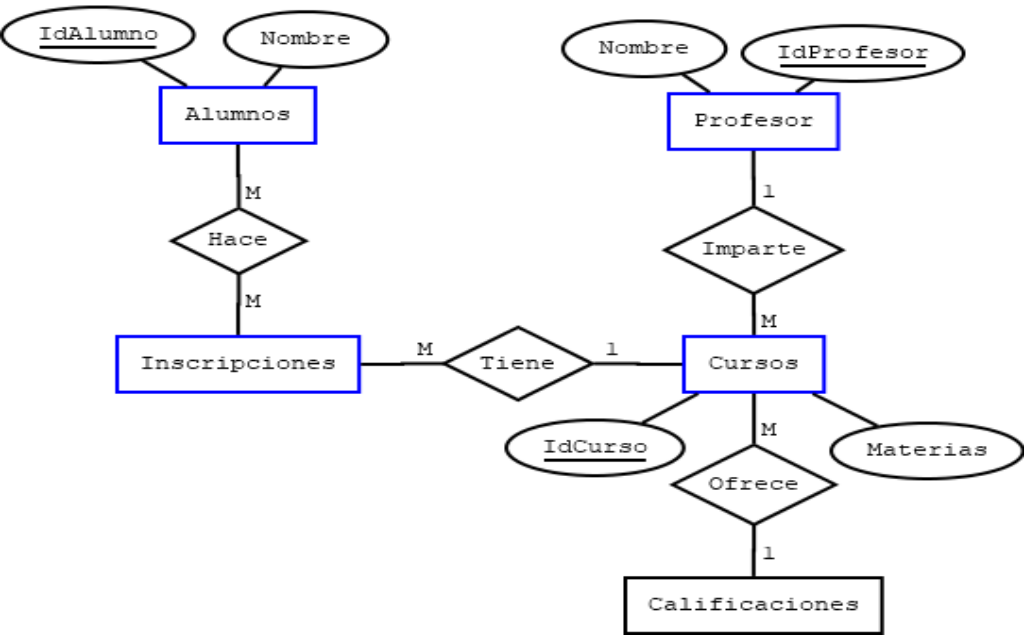 IdAlumno
Nombre
Nombre
IdProfesor
Alumnos
Profesor
M
1
Hace
Imparte
M
M
Inscripciones
M
Tiene
1
Cursos
IdCurso
M
Materias
Ofrece
1
Calificaciones